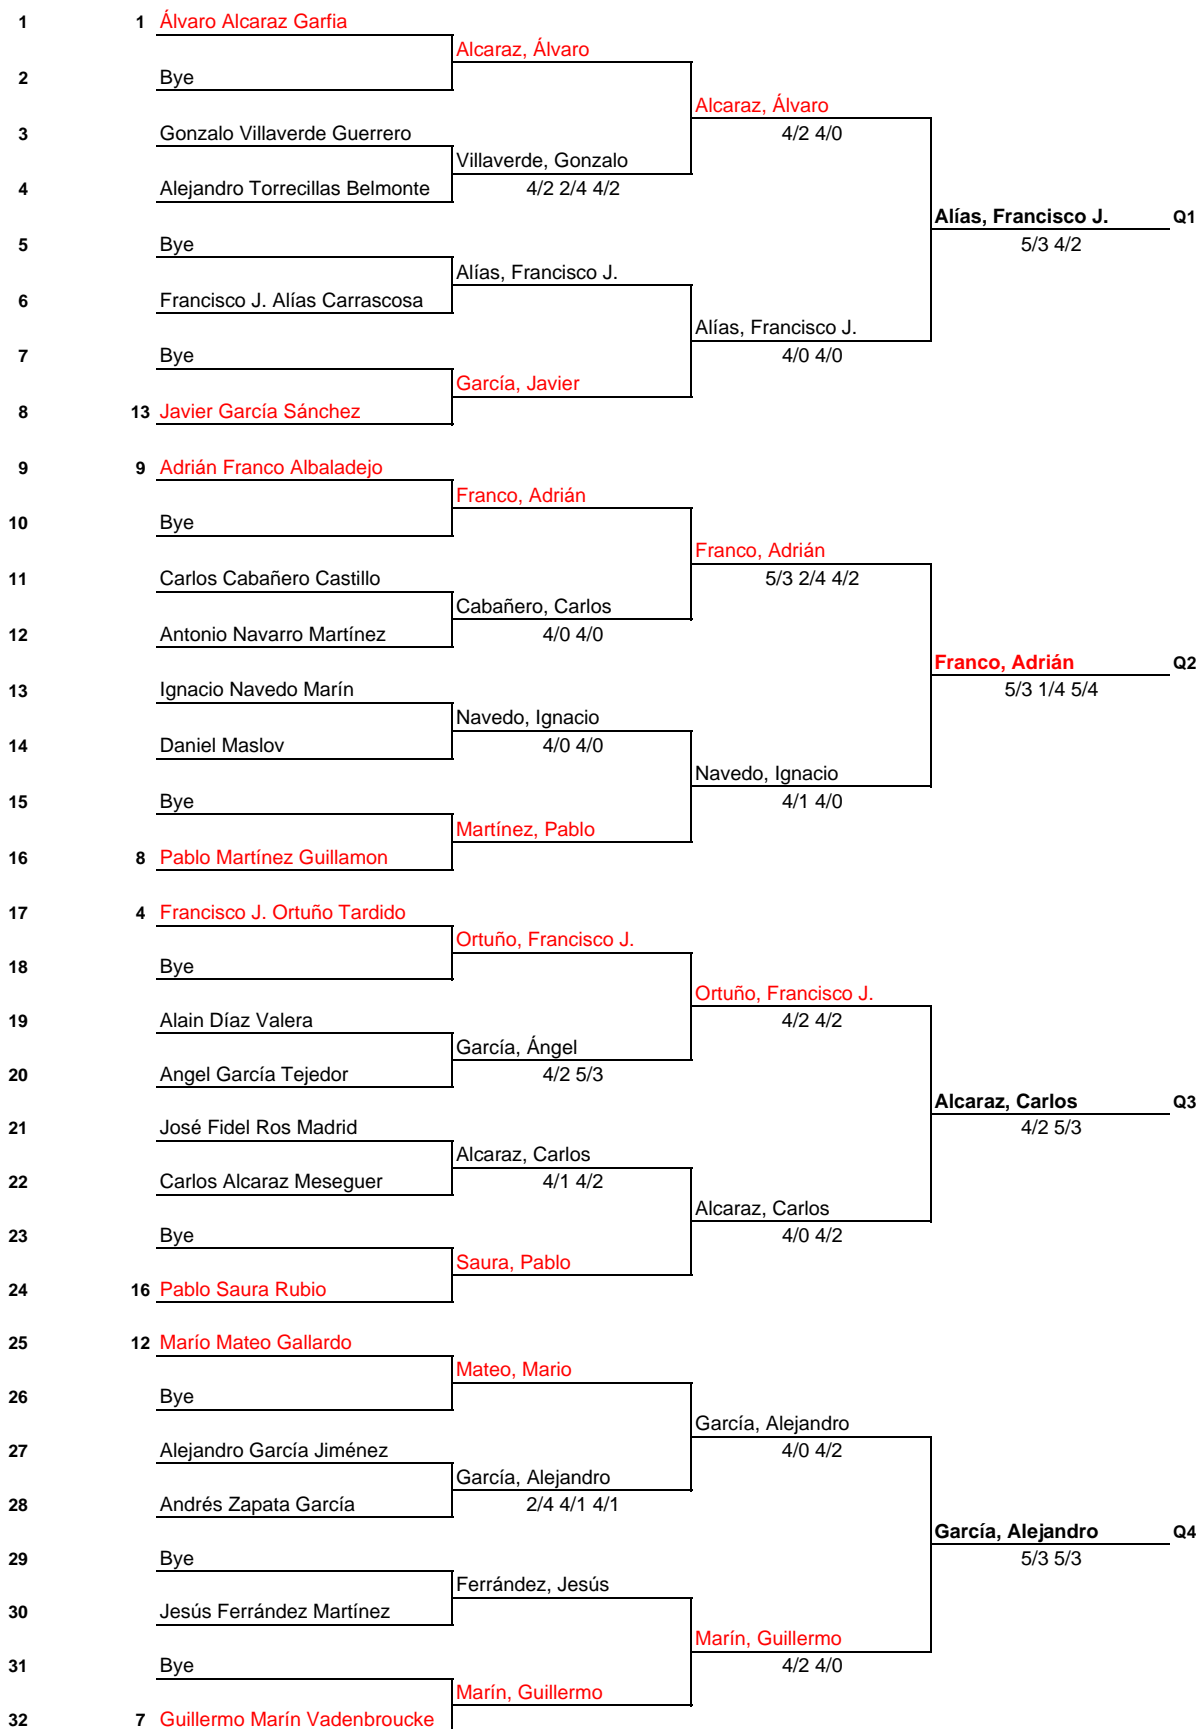 1 1 Álvaro Alcaraz Garfia
Alcaraz, Álvaro
2 Bye
Alcaraz, Álvaro
3 Gonzalo Villaverde Guerrero 4/2 4/0
Villaverde, Gonzalo
4 Alejandro Torrecillas Belmonte 4/2 2/4 4/2
Alías, Francisco J. Q1
5 Bye 5/3 4/2
Alías, Francisco J.
6 Francisco J. Alías Carrascosa
Alías, Francisco J.
7 Bye 4/0 4/0
García, Javier
8 13 Javier García Sánchez
9 9 Adrián Franco Albaladejo
Franco, Adrián
10 Bye
Franco, Adrián
11 Carlos Cabañero Castillo 5/3 2/4 4/2
Cabañero, Carlos
12 Antonio Navarro Martínez 4/0 4/0
Franco, Adrián Q2
13 Ignacio Navedo Marín 5/3 1/4 5/4
Navedo, Ignacio
14 Daniel Maslov 4/0 4/0
Navedo, Ignacio
15 Bye 4/1 4/0
Martínez, Pablo
16 8 Pablo Martínez Guillamon
17 4 Francisco J. Ortuño Tardido
Ortuño, Francisco J.
18 Bye
Ortuño, Francisco J.
19 Alain Díaz Valera 4/2 4/2
García, Ángel
20 Angel García Tejedor 4/2 5/3
Alcaraz, Carlos Q3
21 José Fidel Ros Madrid 4/2 5/3
Alcaraz, Carlos
22 Carlos Alcaraz Meseguer 4/1 4/2
Alcaraz, Carlos
23 Bye 4/0 4/2
Saura, Pablo
24 16 Pablo Saura Rubio
25 12 Marío Mateo Gallardo
Mateo, Mario
26 Bye
García, Alejandro
27 Alejandro García Jiménez 4/0 4/2
García, Alejandro
28 Andrés Zapata García 2/4 4/1 4/1
García, Alejandro Q4
29 Bye 5/3 5/3
Ferrández, Jesús
30 Jesús Ferrández Martínez
Marín, Guillermo
31 Bye 4/2 4/0
Marín, Guillermo
32 7 Guillermo Marín Vadenbroucke